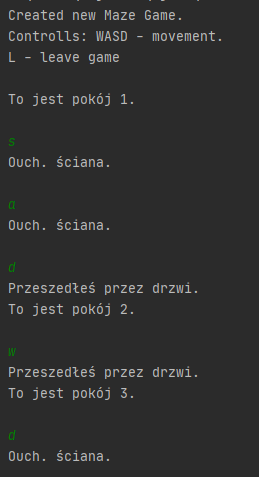 Created new Maze Game.
Controlls: WASD - movement.
L - leave game
To jest pokój 1.
s
Ouch. ściana.
a
Ouch. ściana.
d
Przeszedłeś przez drzwi.
To jest pokój 2.
w
Przeszedłeś przez drzwi.
To jest pokój 3.
d
Ouch. ściana.